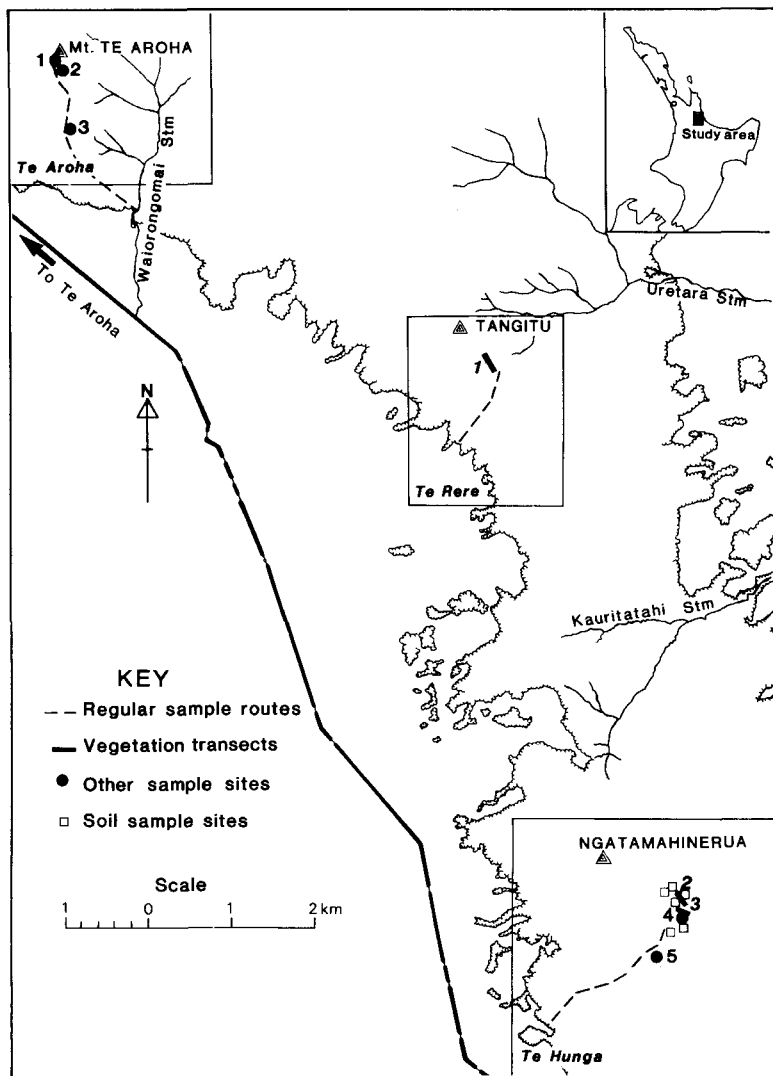 Mt. TE AROHA
1
2
3
Te Aroha
Waiorongomai Stm
To Te Aroha
Study area
Uretara Stm
TANGITU
1
Te Rere
N
Kauritatahi Stm
KEY
Regular sample routes
Vegetation transects
Other sample sites
Soil sample sites
Scale
1 0 1 2 km
NGATAMAHINERUA
2
3
4
5
Te Hunga